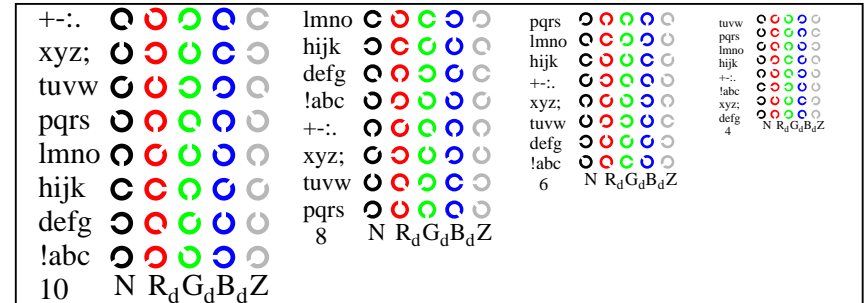 +-:.
xyz;
tuvw
pqrs
lmno
hijk
defg
!abc
10 N RdGdBdZ
lmno
hijk
defg
!abc
+-:.
xyz;
tuvw
pqrs
8 N RdGdBdZ
pqrs
lmno
hijk
+-:.
xyz;
tuvw
defg
!abc
6 N RdGdBdZ
tuvw
pqrs
lmno
hijk
+-:.
!abc
xyz;
defg N RdGdBdZ
4